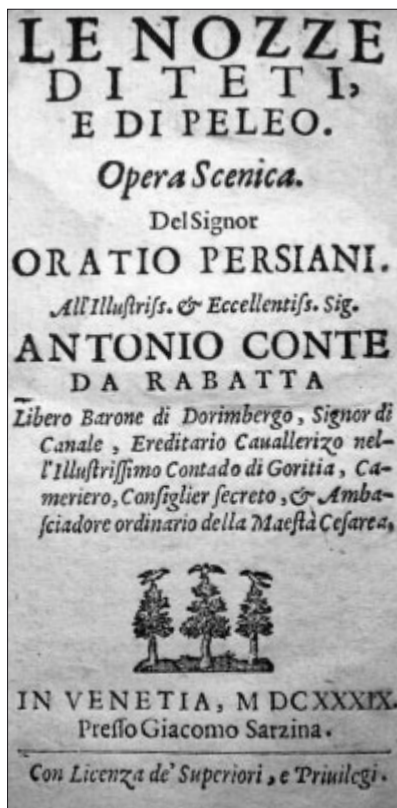 LE NOZZE
DI TETI,
E DI PELEO.
Opera Scenica.
Del Signor
ORATIO PERSIANI.
All'Illustriſs. & Eccellentiſs. Sig.
ANTONIO CONTE
DA RABATTA
Libero Barone di Dorimbergo, Signor di
Canale, Ereditario Cauallerizo nel-
l'Illuſtriſſimo Contado di Goritia, Ca-
meriero, Conſiglier ſecreto, & Amba-
ſciadore ordinario della Maeſtà Ceſarea,
IN VENETIA, M DCXXXIX.
Preſſo Giacomo Sarzina.
Con Licenza de' Superiori, e Priuilegi.